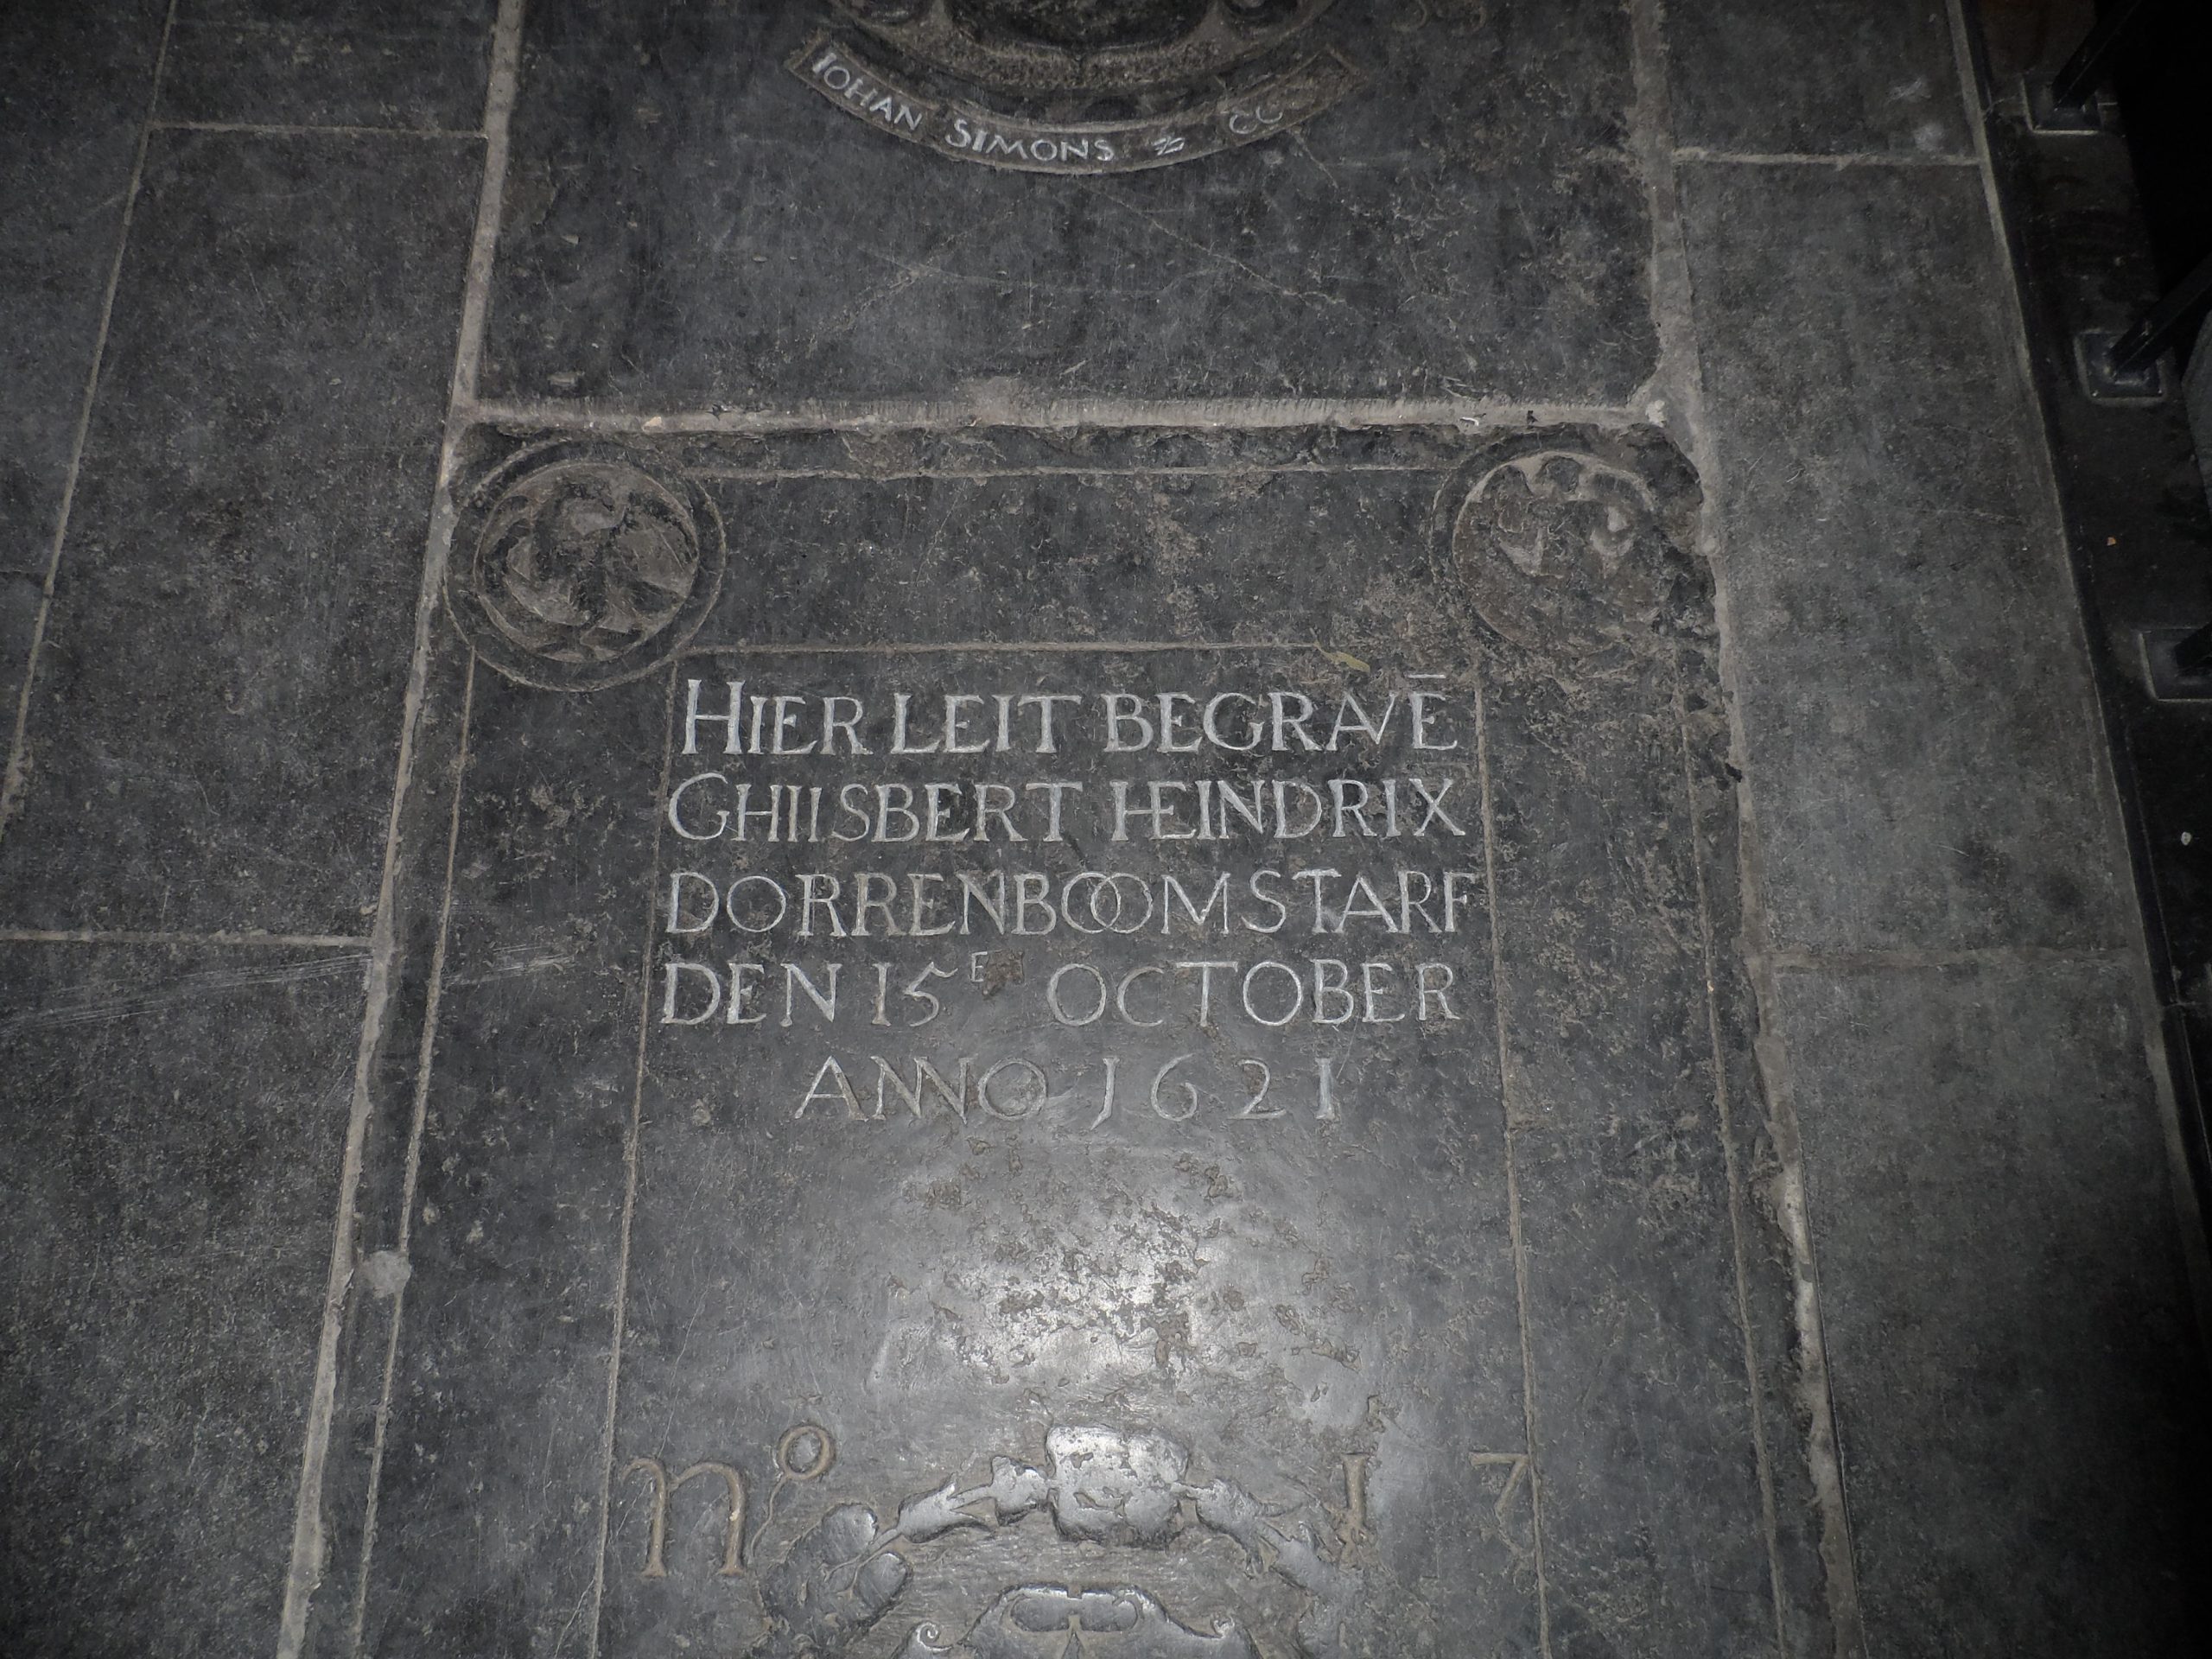 IOHAN SIMONS
HIER LEIT BEGRAVĒ
GHIISBERT HEINDRIX
DORRENBOOM STARF
DEN 15ᴱ OCTOBER
ANNO 1621
nº 17